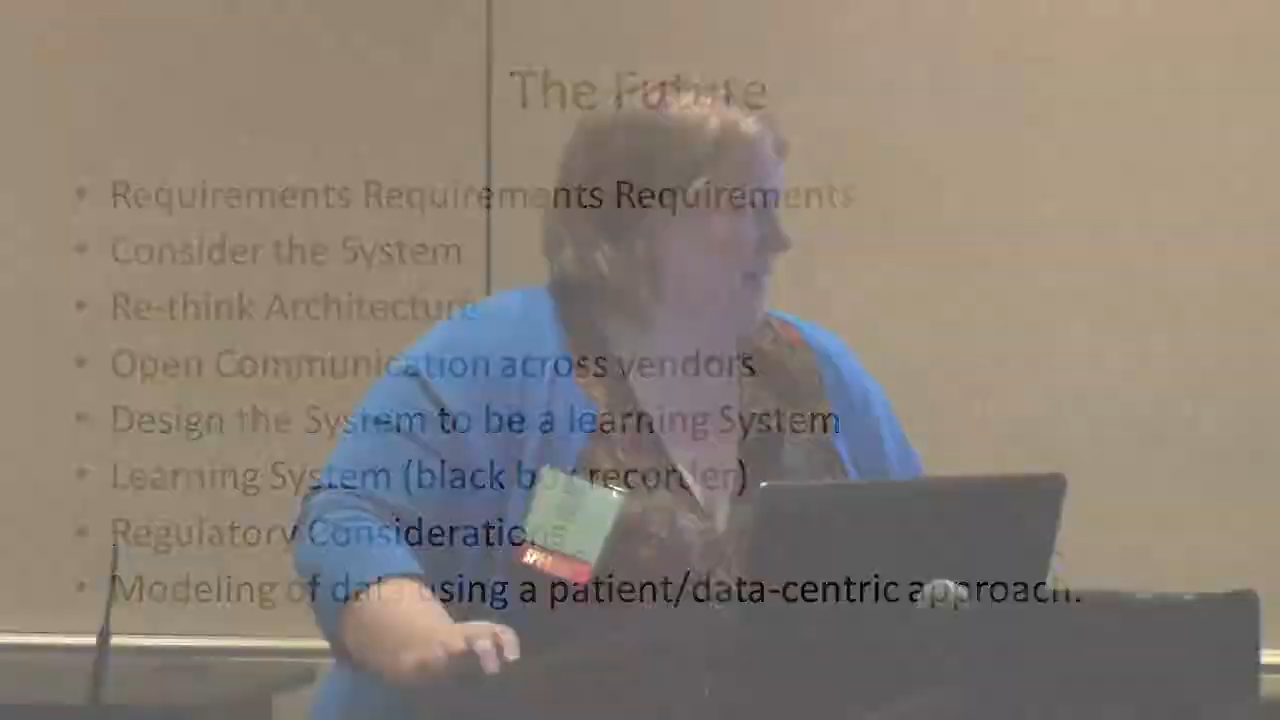 The Future
• Requirements Requirements Requirements
• Consider the System
• Re-think Architecture
• Open Communication across vendors
• Design the System to be a learning System
• Learning System (black box recorder)
• Regulatory Considerations
• Modeling of data using a patient/data-centric approach.